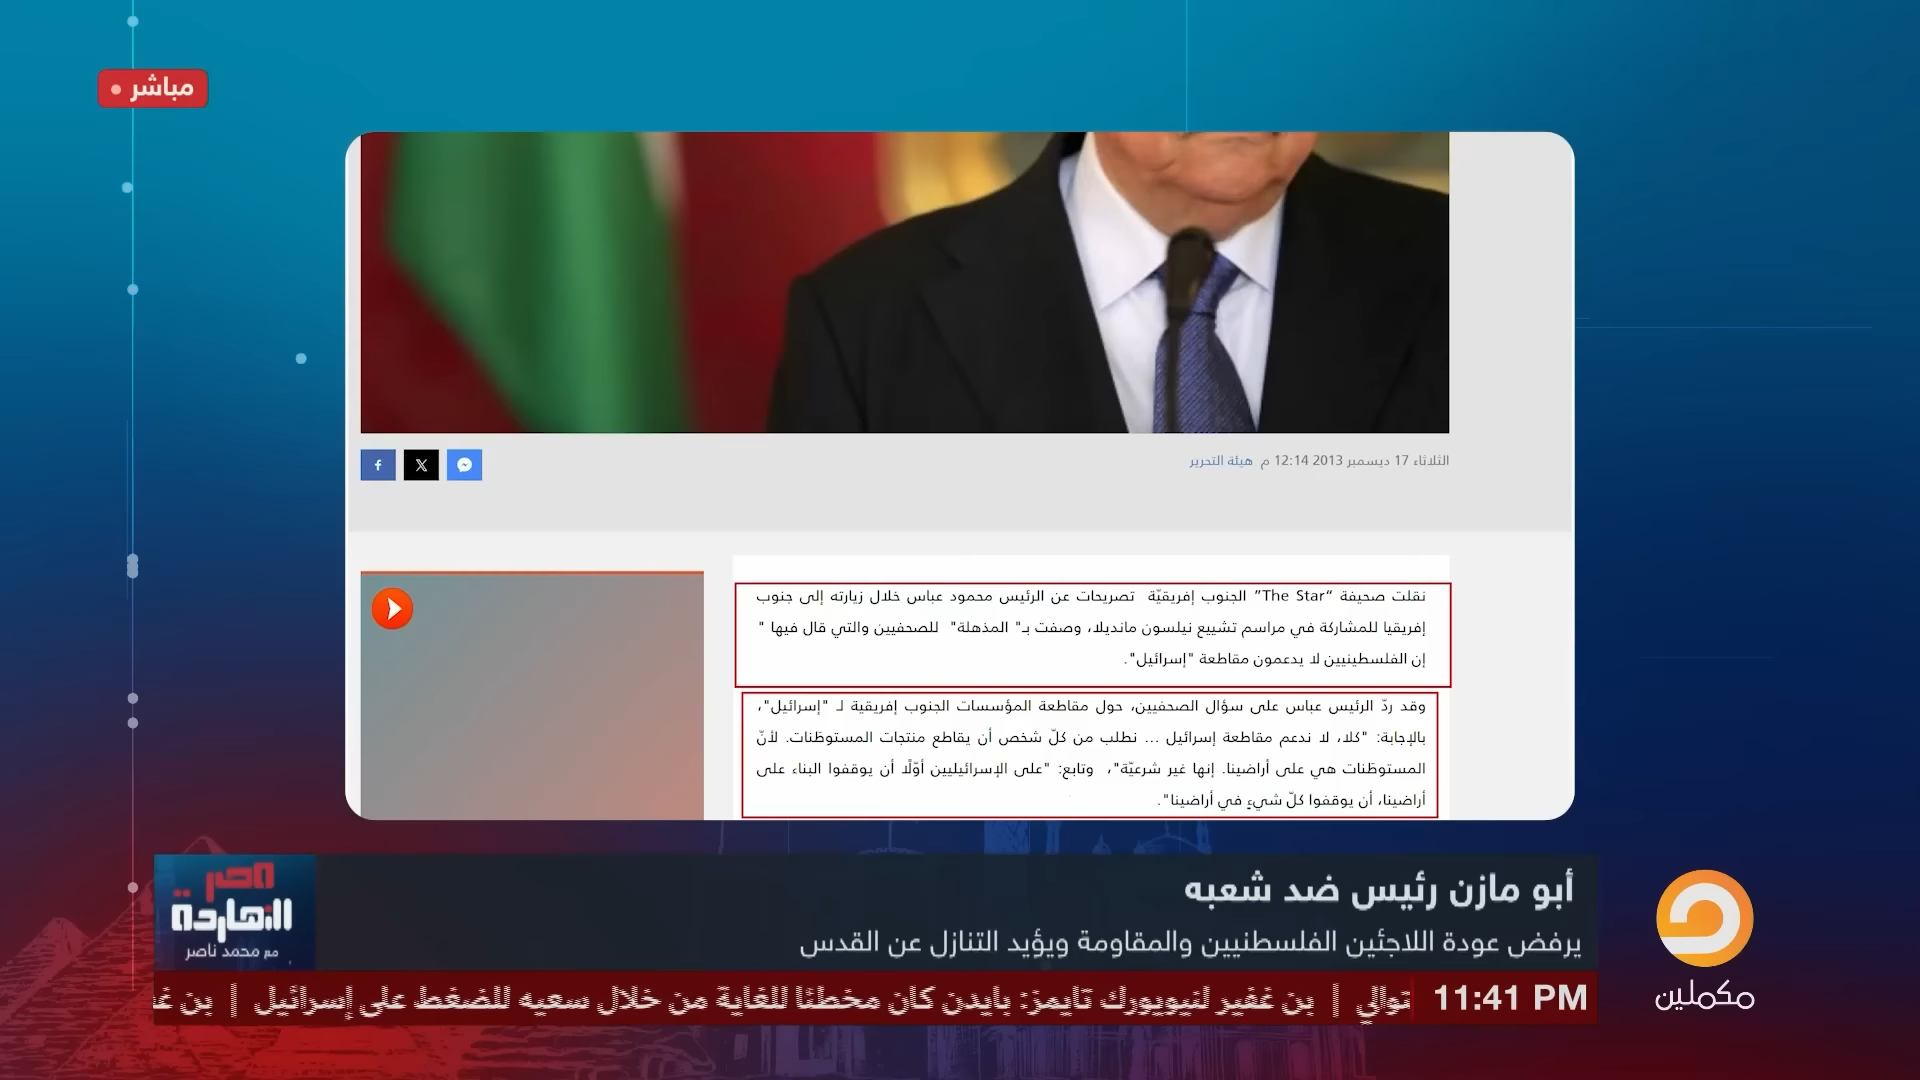 مباشر
الثلاثاء 17 ديسمبر 2013 12:14 م هيئة التحرير
نقلت صحيفة “The Star” الجنوب إفريقيّة تصريحات عن الرئيس محمود عباس خلال زيارته إلى جنوب
إفريقيا للمشاركة في مراسم تشييع نيلسون مانديلا، وصفت بـ" المذهلة" للصحفيين والتي قال فيها "
إن الفلسطينيين لا يدعمون مقاطعة "إسرائيل".
وقد ردّ الرئيس عباس على سؤال الصحفيين، حول مقاطعة المؤسسات الجنوب إفريقية لـ "إسرائيل"،
بالإجابة: "كلا، لا ندعم مقاطعة إسرائيل ... نطلب من كلّ شخص أن يقاطع منتجات المستوطنات. لأنّ
المستوطنات هي على أراضينا. إنها غير شرعيّة"، وتابع: "على الإسرائيليين أوّلًا أن يوقفوا البناء على
أراضينا، أن يوقفوا كلّ شيءٍ في أراضينا".
أبو مازن رئيس ضد شعبه
يرفض عودة اللاجئين الفلسطنيين والمقاومة ويؤيد التنازل عن القدس
مصر
النهاردة
مع محمد ناصر
11:41 PM
توالي | بن غفير لنيويورك تايمز: بايدن كان مخطئا للغاية من خلال سعيه للضغط على إسرائيل | بن
مكملين